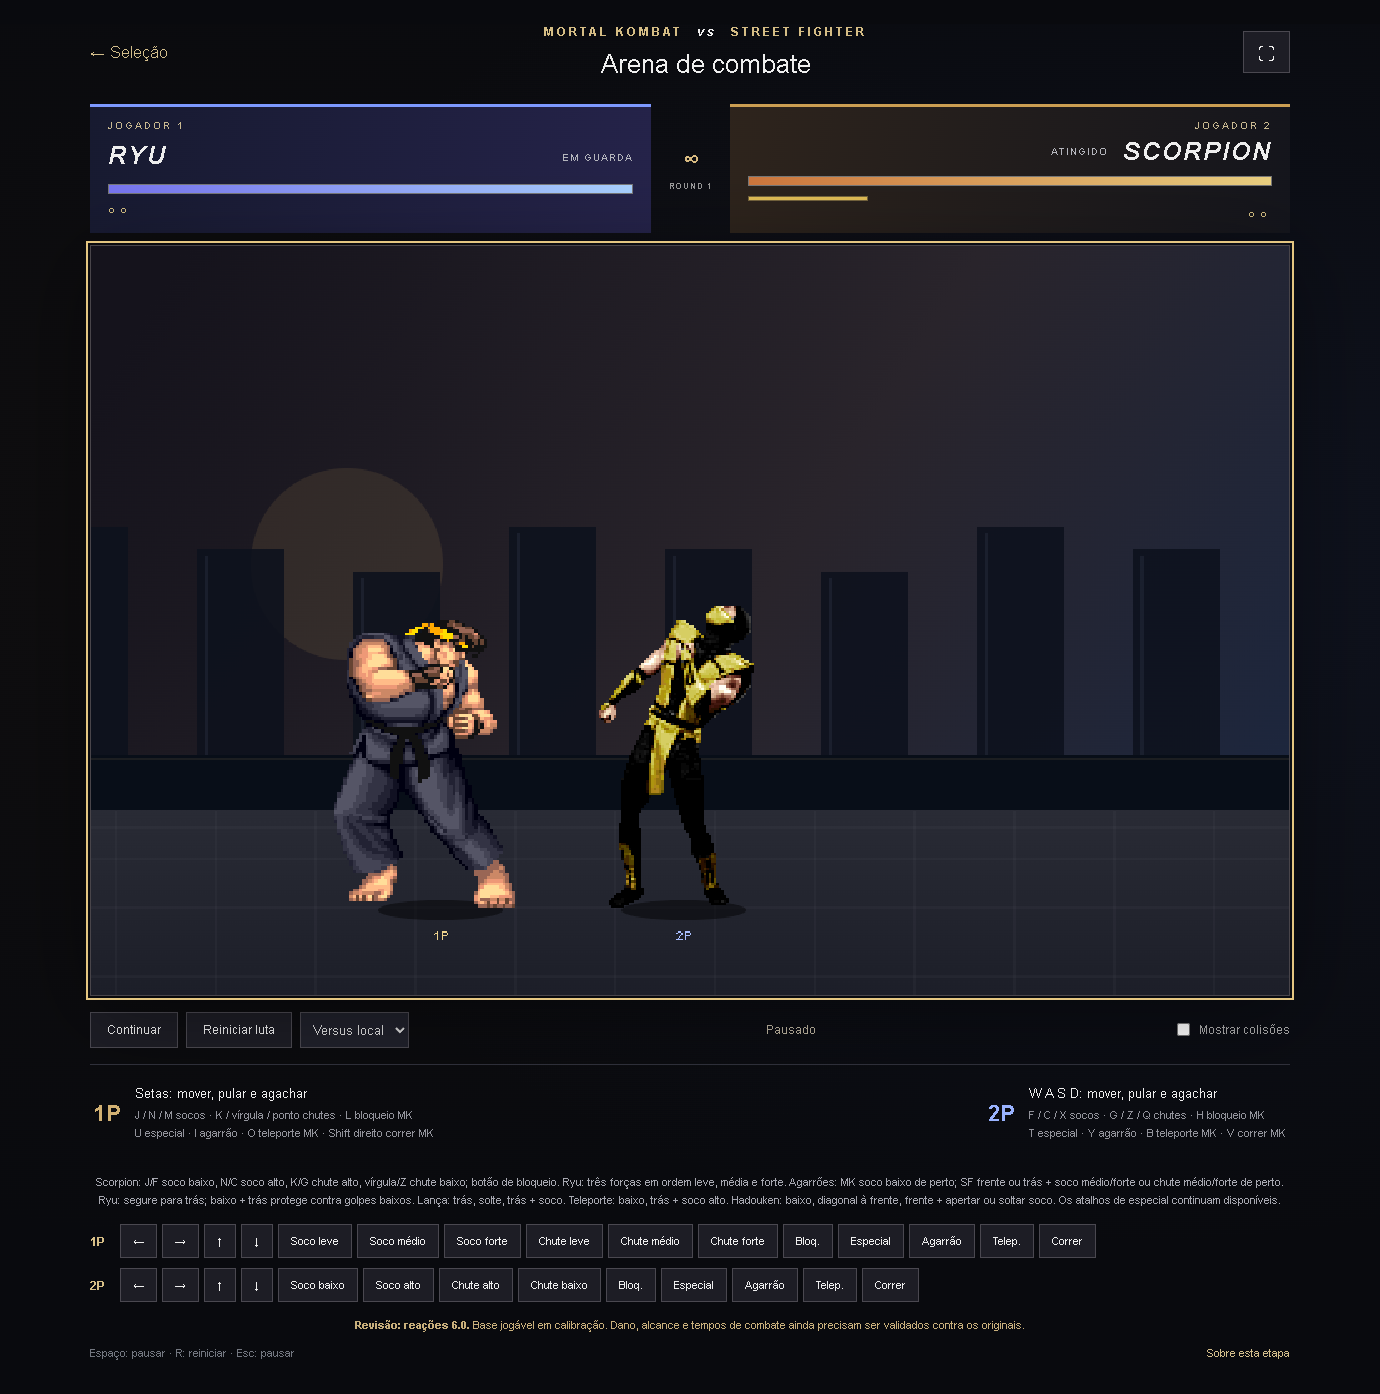 MORTAL KOMBAT VS STREET FIGHTER
← Seleção
Arena de combate
JOGADOR 1
RYU
EM GUARDA
∞
ROUND 1
JOGADOR 2
ATINGIDO
SCORPION
1P
2P
Continuar
Reiniciar luta
Versus local
Pausado
Mostrar colisões
1P
Setas: mover, pular e agachar
J / N / M socos · K / vírgula / ponto chutes · L bloqueio MK
U especial · I agarrão · O teleporte MK · Shift direito correr MK
2P
W A S D: mover, pular e agachar
F / C / X socos · G / Z / Q chutes · H bloqueio MK
T especial · Y agarrão · B teleporte MK · V correr MK
Scorpion: J/F soco baixo, N/C soco alto, K/G chute alto, vírgula/Z chute baixo; botão de bloqueio. Ryu: três forças em ordem leve, média e forte. Agarrões: MK soco baixo de perto; SF frente ou trás + soco médio/forte ou chute médio/forte de perto.
Ryu: segure para trás; baixo + trás protege contra golpes baixos. Lança: trás, solte, trás + soco. Teleporte: baixo, trás + soco alto. Hadouken: baixo, diagonal à frente, frente + apertar ou soltar soco. Os atalhos de especial continuam disponíveis.
1P ← → ↑ ↓ Soco leve Soco médio Soco forte Chute leve Chute médio Chute forte Bloq. Especial Agarrão Telep. Correr
2P ← → ↑ ↓ Soco baixo Soco alto Chute alto Chute baixo Bloq. Especial Agarrão Telep. Correr
Revisão: reações 6.0. Base jogável em calibração. Dano, alcance e tempos de combate ainda precisam ser validados contra os originais.
Espaço: pausar · R: reiniciar · Esc: pausar
Sobre esta etapa